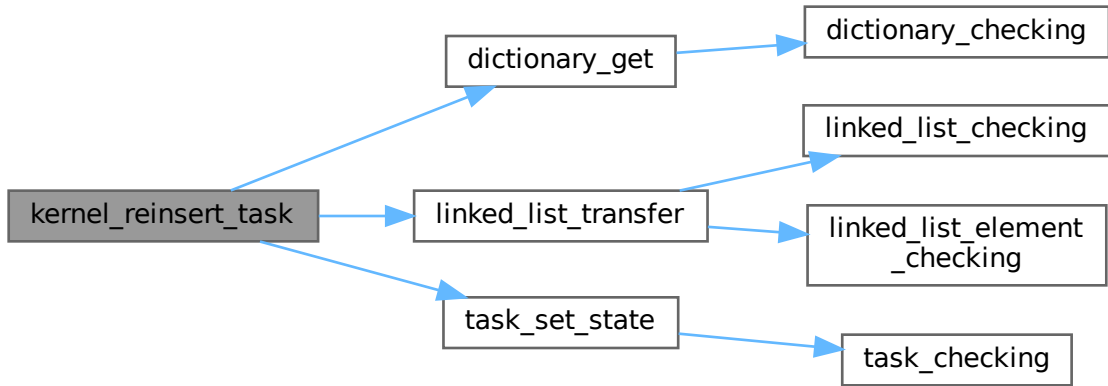 kernel_reinsert_task
dictionary_get
dictionary_checking
linked_list_transfer
linked_list_checking
linked_list_element
_checking
task_set_state
task_checking